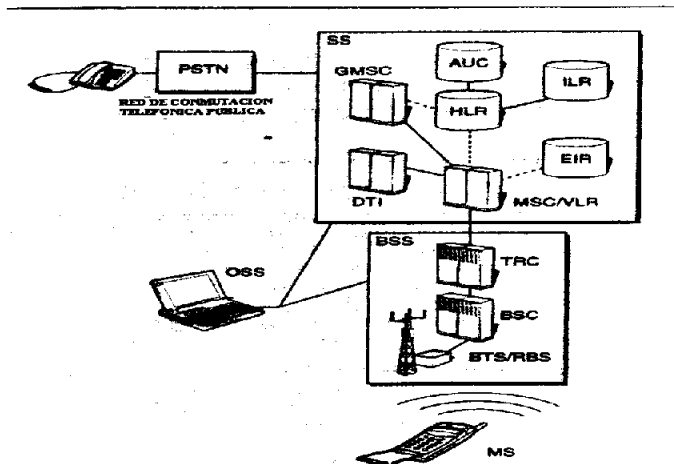 SS
PSTN
GMSC
AUC
ILR
HLR
RED DE CONMUTACION
TELEFONICA PUBLICA
EIR
DTI
MSC/VLR
BSS
OSS
TRC
BSC
BTS/RBS
MS